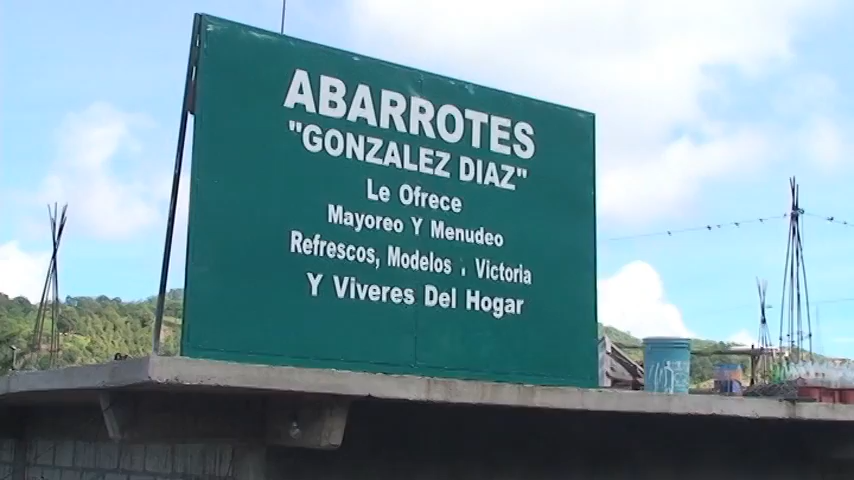 ABARROTES
"GONZALEZ DIAZ"
Le Ofrece
Mayoreo Y Menudeo
Refrescos, Modelos . Victoria
Y Viveres Del Hogar